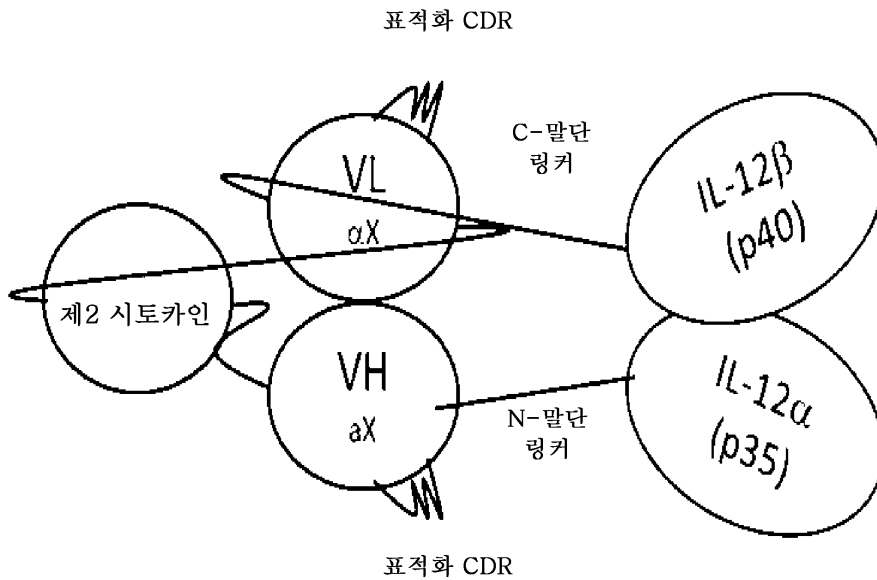 표적화 CDR
C-말단
링커
VL
αX
IL-12β
(p40)
제2 시토카인
VH
aX
N-말단
링커
IL-12α
(p35)
표적화 CDR